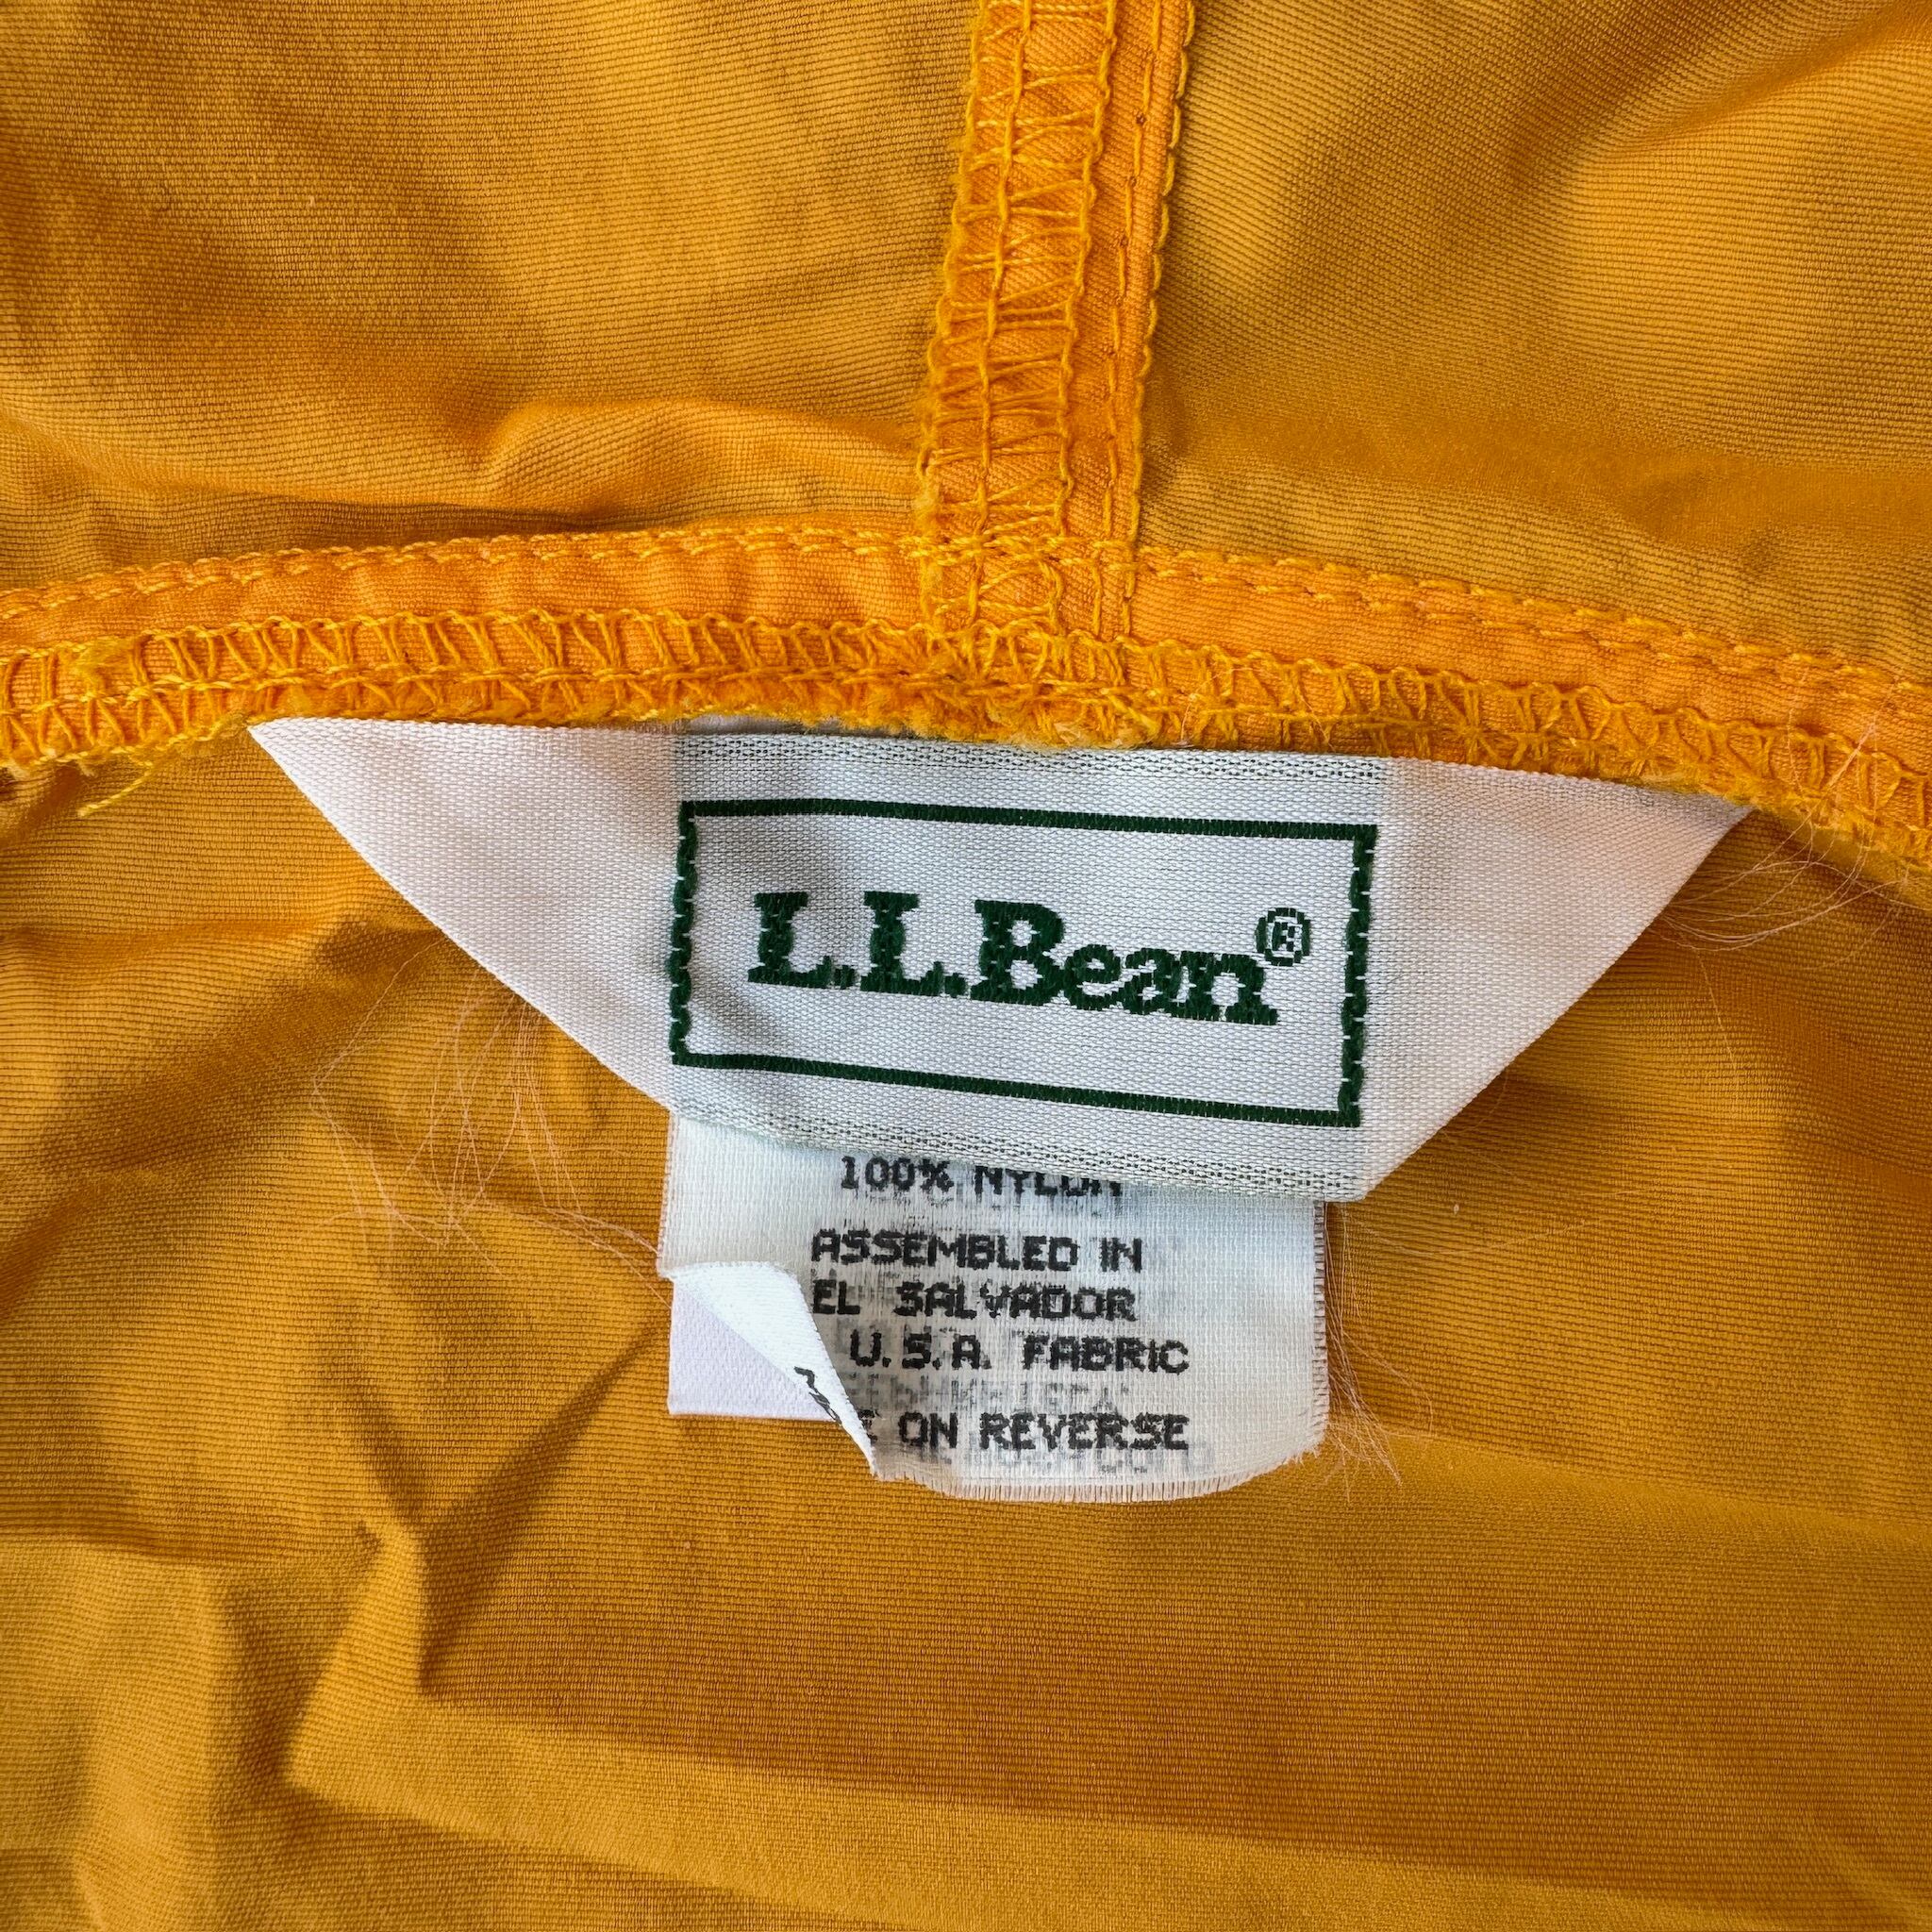 L.L.Bean®
100% NYLON
ASSEMBLED IN
EL SALVADOR
U.S.A. FABRIC
ON REVERSE